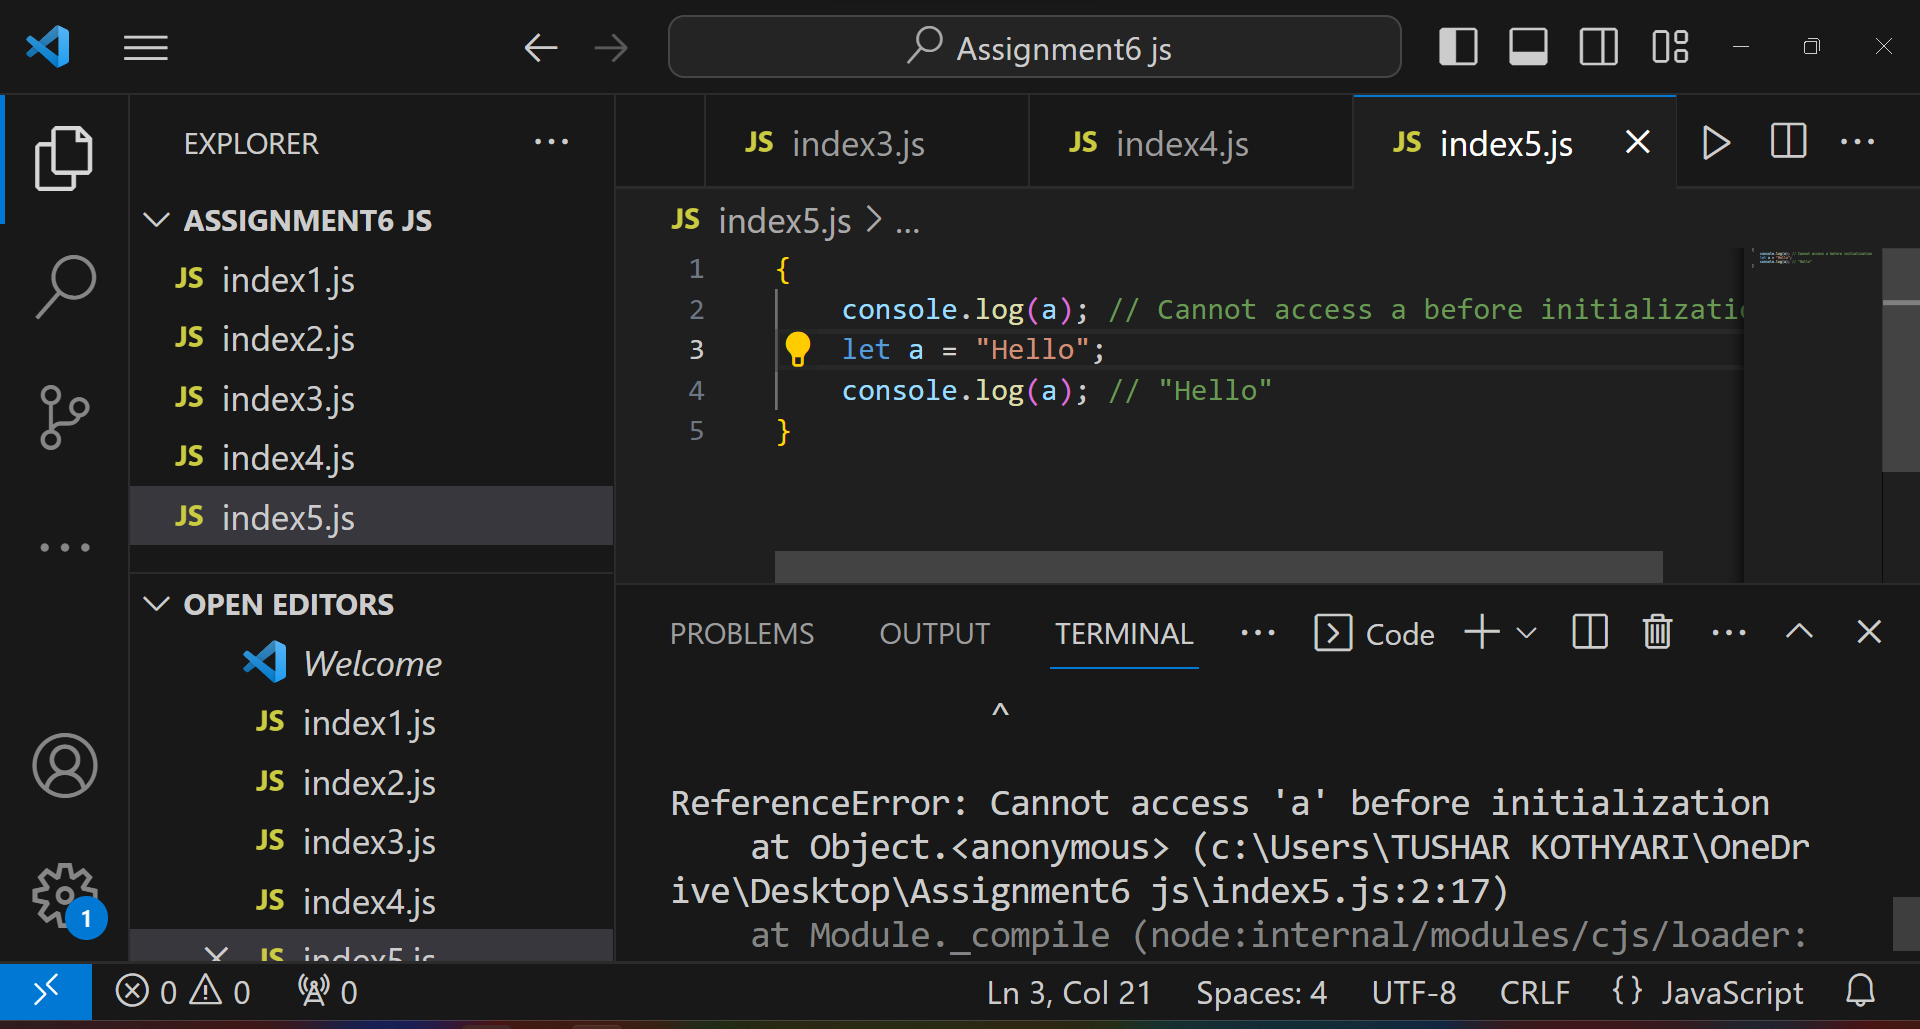 Assignment6 js
EXPLORER
ASSIGNMENT6 JS
JS index1.js
JS index2.js
JS index3.js
JS index4.js
JS index5.js
OPEN EDITORS
Welcome
JS index1.js
JS index2.js
JS index3.js
JS index4.js
JS index5.js
JS index3.js
JS index4.js
JS index5.js
JS index5.js > ...
1 {
2 console.log(a); // Cannot access a before initializatio
3 let a = "Hello";
4 console.log(a); // "Hello"
5 }
PROBLEMS OUTPUT TERMINAL ... Code
^
ReferenceError: Cannot access 'a' before initialization
at Object.<anonymous> (c:\Users\TUSHAR KOTHYARI\OneDr
ive\Desktop\Assignment6 js\index5.js:2:17)
at Module._compile (node:internal/modules/cjs/loader:
1
0 0 0 Ln 3, Col 21 Spaces: 4 UTF-8 CRLF {} JavaScript